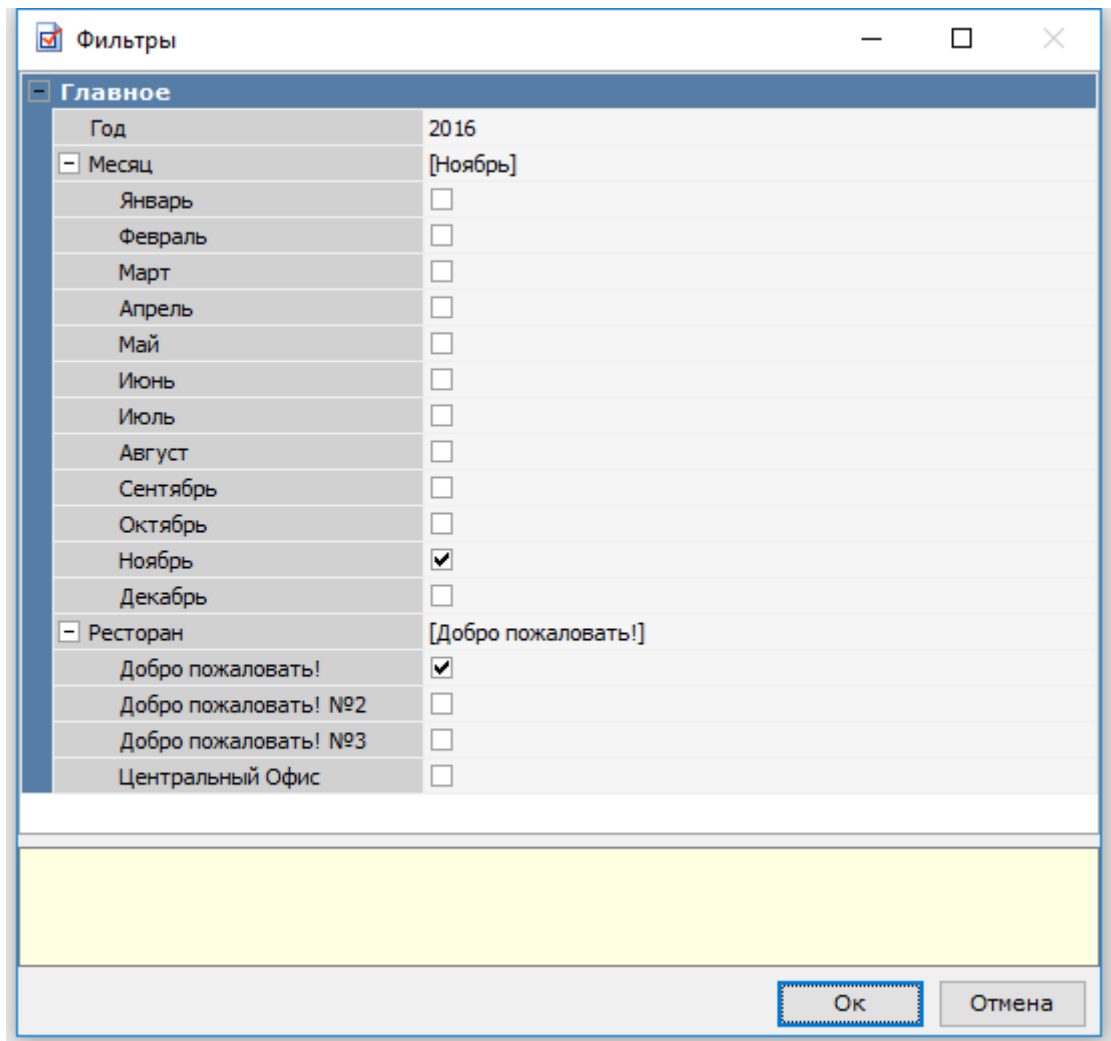 Фильтры
Главное
Год 2016
Месяц [Ноябрь]
Январь
Февраль
Март
Апрель
Май
Июнь
Июль
Август
Сентябрь
Октябрь
Ноябрь
Декабрь
Ресторан [Добро пожаловать!]
Добро пожаловать!
Добро пожаловать! №2
Добро пожаловать! №3
Центральный Офис
Ок Отмена